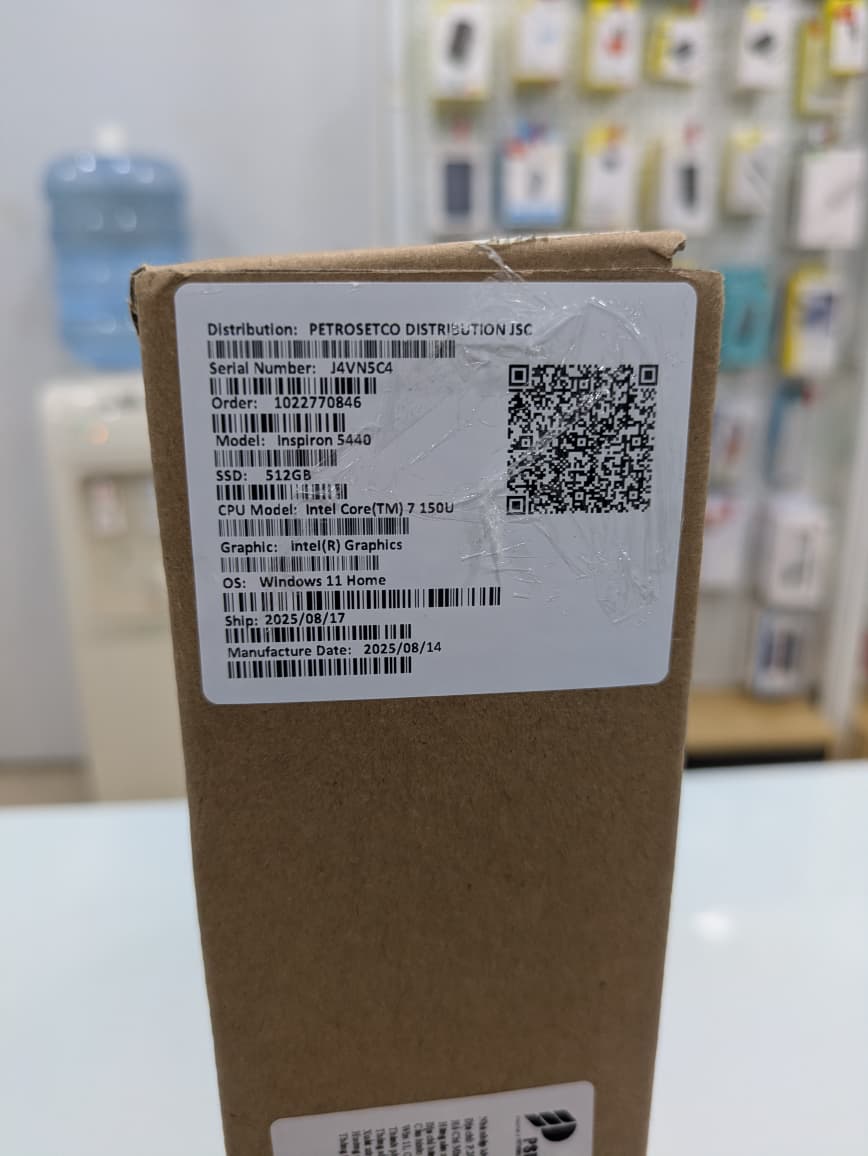 Distribution: PETROSETCO DISTRIBUTION JSC
Serial Number: J4VN5C4
Order: 1022770846
Model: Inspiron 5440
SSD: 512GB
CPU Model: Intel Core(TM) 7 150U
Graphic: Intel(R) Graphics
OS: Windows 11 Home
Ship: 2025/08/17
Manufacture Date: 2025/08/14